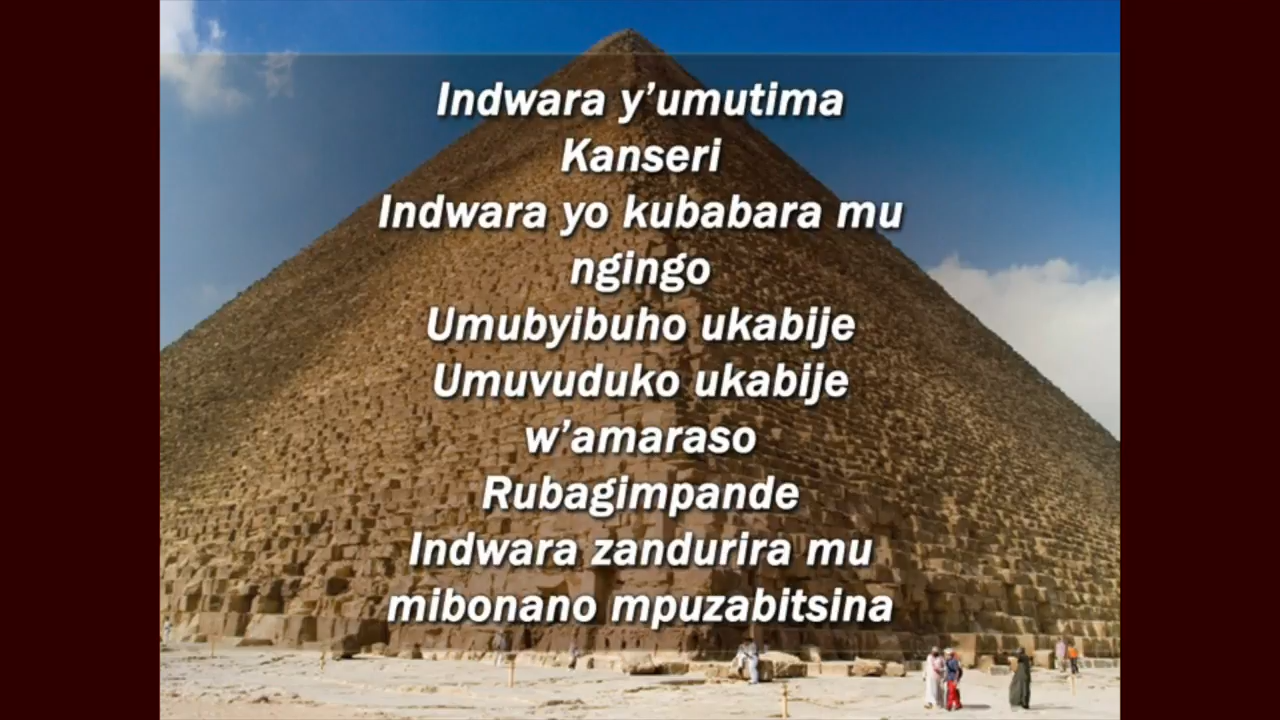 Indwara y’umutima
Kanseri
Indwara yo kubabara mu
ngingo
Umubyibuho ukabije
Umuvuduko ukabije
w’amaraso
Rubagimpande
Indwara zandurira mu
mibonano mpuzabitsina